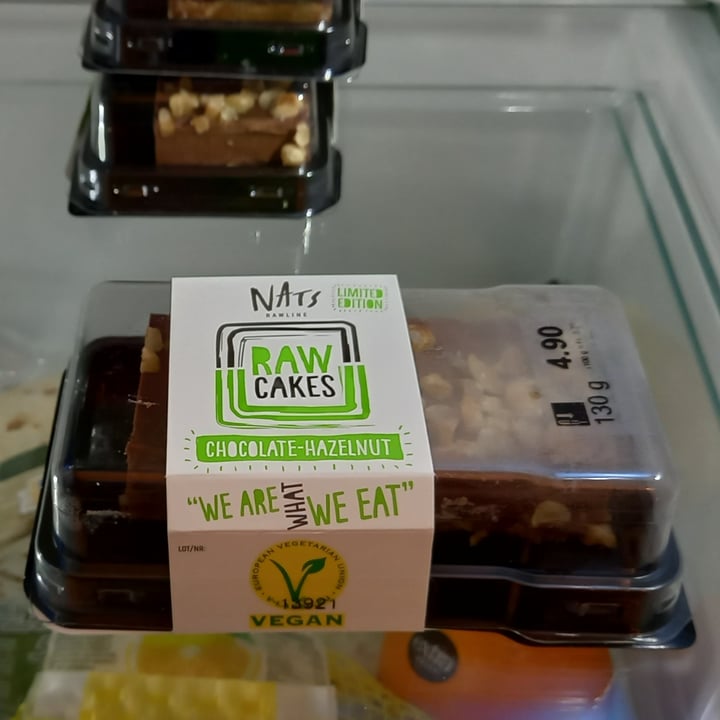 NATS
RAWLINE
LIMITED
EDITION
RAW
CAKES
CHOCOLATE-HAZELNUT
"WE ARE WHAT WE EAT"
LOT/NR:
EUROPEAN VEGETARIAN UNION
13921
VEGAN
4.90
130 g